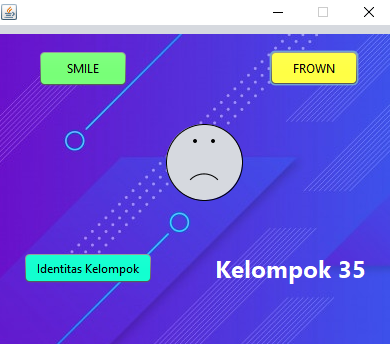 SMILE
FROWN
Identitas Kelompok
Kelompok 35